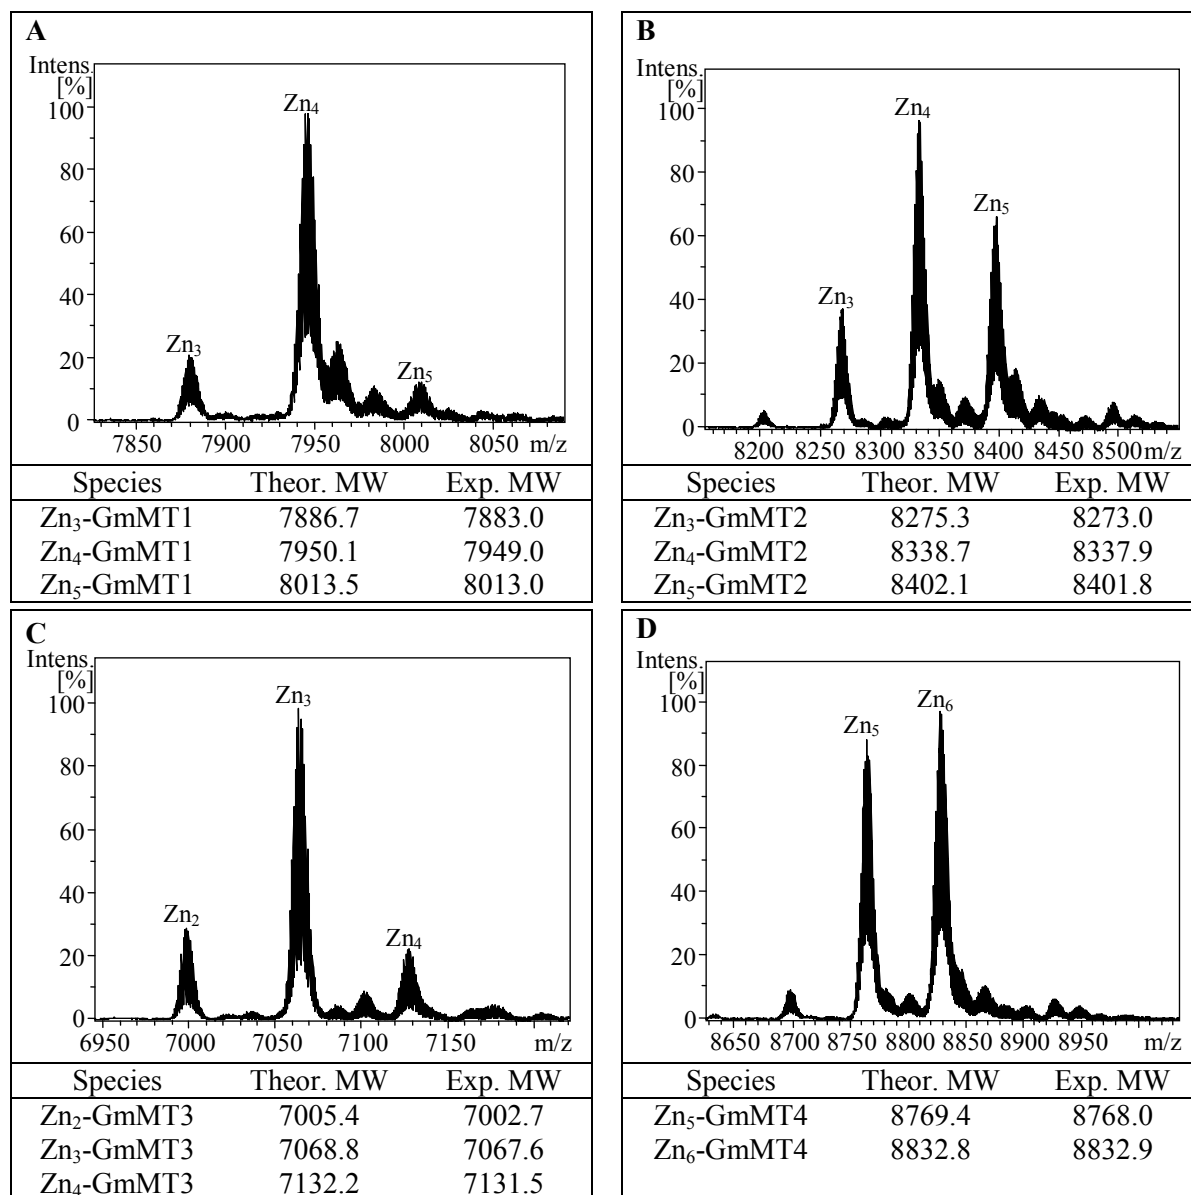 A
Intens.
[%]
100
80
60
40
20
0
Zn3
Zn4
Zn5
7850 7900 7950 8000 8050 m/z
Species Theor. MW Exp. MW
Zn3-GmMT1 7886.7 7883.0
Zn4-GmMT1 7950.1 7949.0
Zn5-GmMT1 8013.5 8013.0
B
Intens.
[%]
100
80
60
40
20
0
Zn3
Zn4
Zn5
8200 8250 8300 8350 8400 8450 8500 m/z
Species Theor. MW Exp. MW
Zn3-GmMT2 8275.3 8273.0
Zn4-GmMT2 8338.7 8337.9
Zn5-GmMT2 8402.1 8401.8
C
Intens.
[%]
100
80
60
40
20
0
Zn2
Zn3
Zn4
6950 7000 7050 7100 7150 m/z
Species Theor. MW Exp. MW
Zn2-GmMT3 7005.4 7002.7
Zn3-GmMT3 7068.8 7067.6
Zn4-GmMT3 7132.2 7131.5
D
Intens.
[%]
100
80
60
40
20
0
Zn5
Zn6
8650 8700 8750 8800 8850 8900 8950 m/z
Species Theor. MW Exp. MW
Zn5-GmMT4 8769.4 8768.0
Zn6-GmMT4 8832.8 8832.9